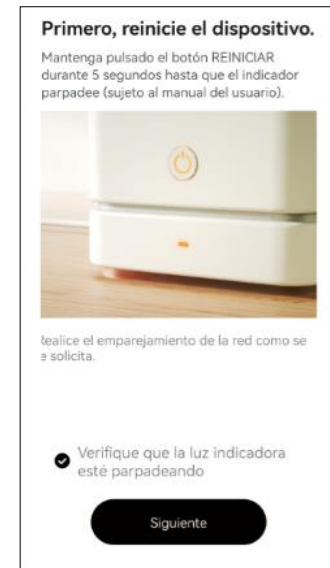 Primero, reinicie el dispositivo.
Mantenga pulsado el botón REINICIAR
durante 5 segundos hasta que el indicador
parpadee (sujeto al manual del usuario).
Realice el emparejamiento de la red como se
e solicita.
Verifique que la luz indicadora
esté parpadeando
Siguiente